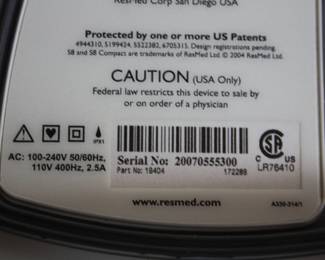 ResMed Corp San Diego USA
Protected by one or more US Patents
4944310, 5199424, 5522382, 6705315. Design registrations pending.
S8 and S8 Compact are trademarks of ResMed Ltd. © 2004 ResMed Ltd.
CAUTION (USA Only)
Federal law restricts this device to sale by
or on order of a physician
IPX1
AC: 100-240V 50/60Hz,
110V 400Hz, 2.5A
Serial No: 20070555300
Part No: 18404 172288
C US
LR76410
www.resmed.com
A330-314/1